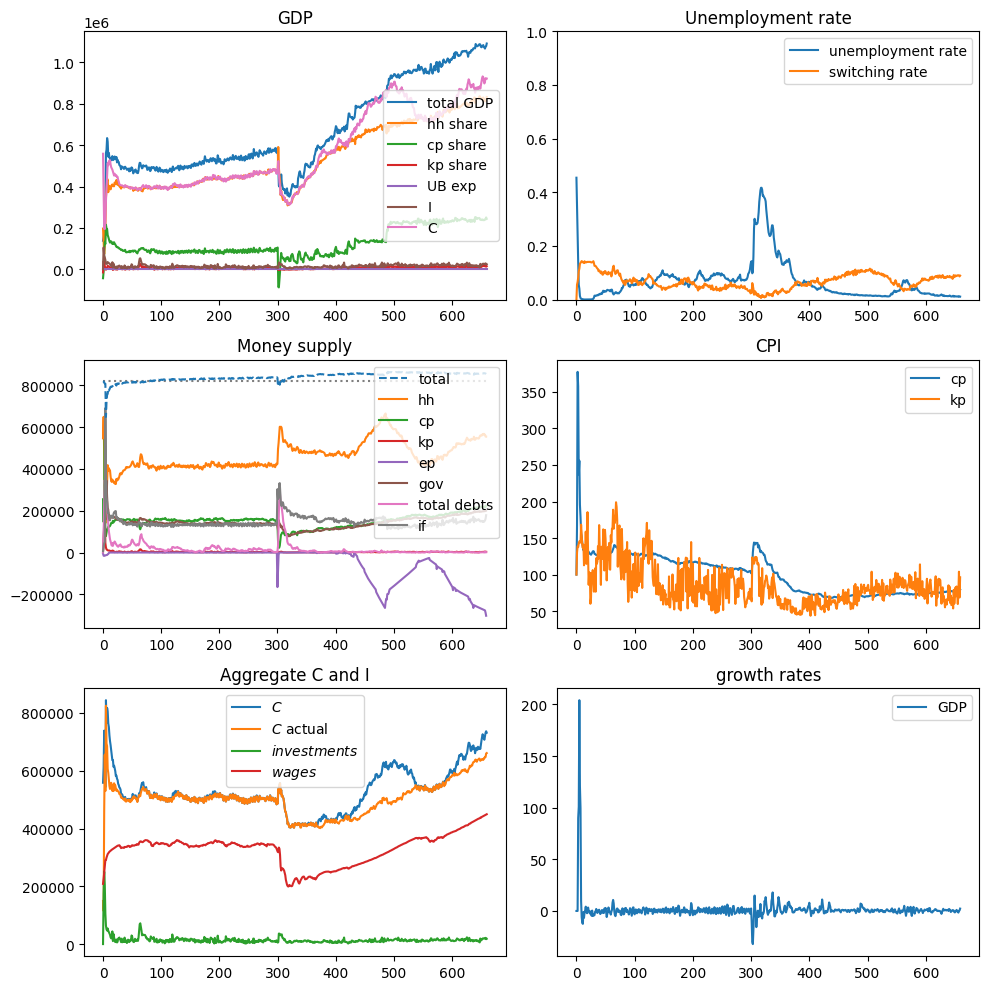 GDP
1e6
1.0
0.8
0.6
0.4
0.2
0.0
0 100 200 300 400 500 600
total GDP
hh share
cp share
kp share
UB exp
I
C
Unemployment rate
1.0
0.8
0.6
0.4
0.2
0.0
0 100 200 300 400 500 600
unemployment rate
switching rate
Money supply
800000
600000
400000
200000
0
−200000
0 100 200 300 400 500 600
total
hh
cp
kp
ep
gov
total debts
if
CPI
350
300
250
200
150
100
50
0 100 200 300 400 500 600
cp
kp
Aggregate C and I
800000
600000
400000
200000
0
0 100 200 300 400 500 600
C
C actual
investments
wages
growth rates
200
150
100
50
0
0 100 200 300 400 500 600
GDP